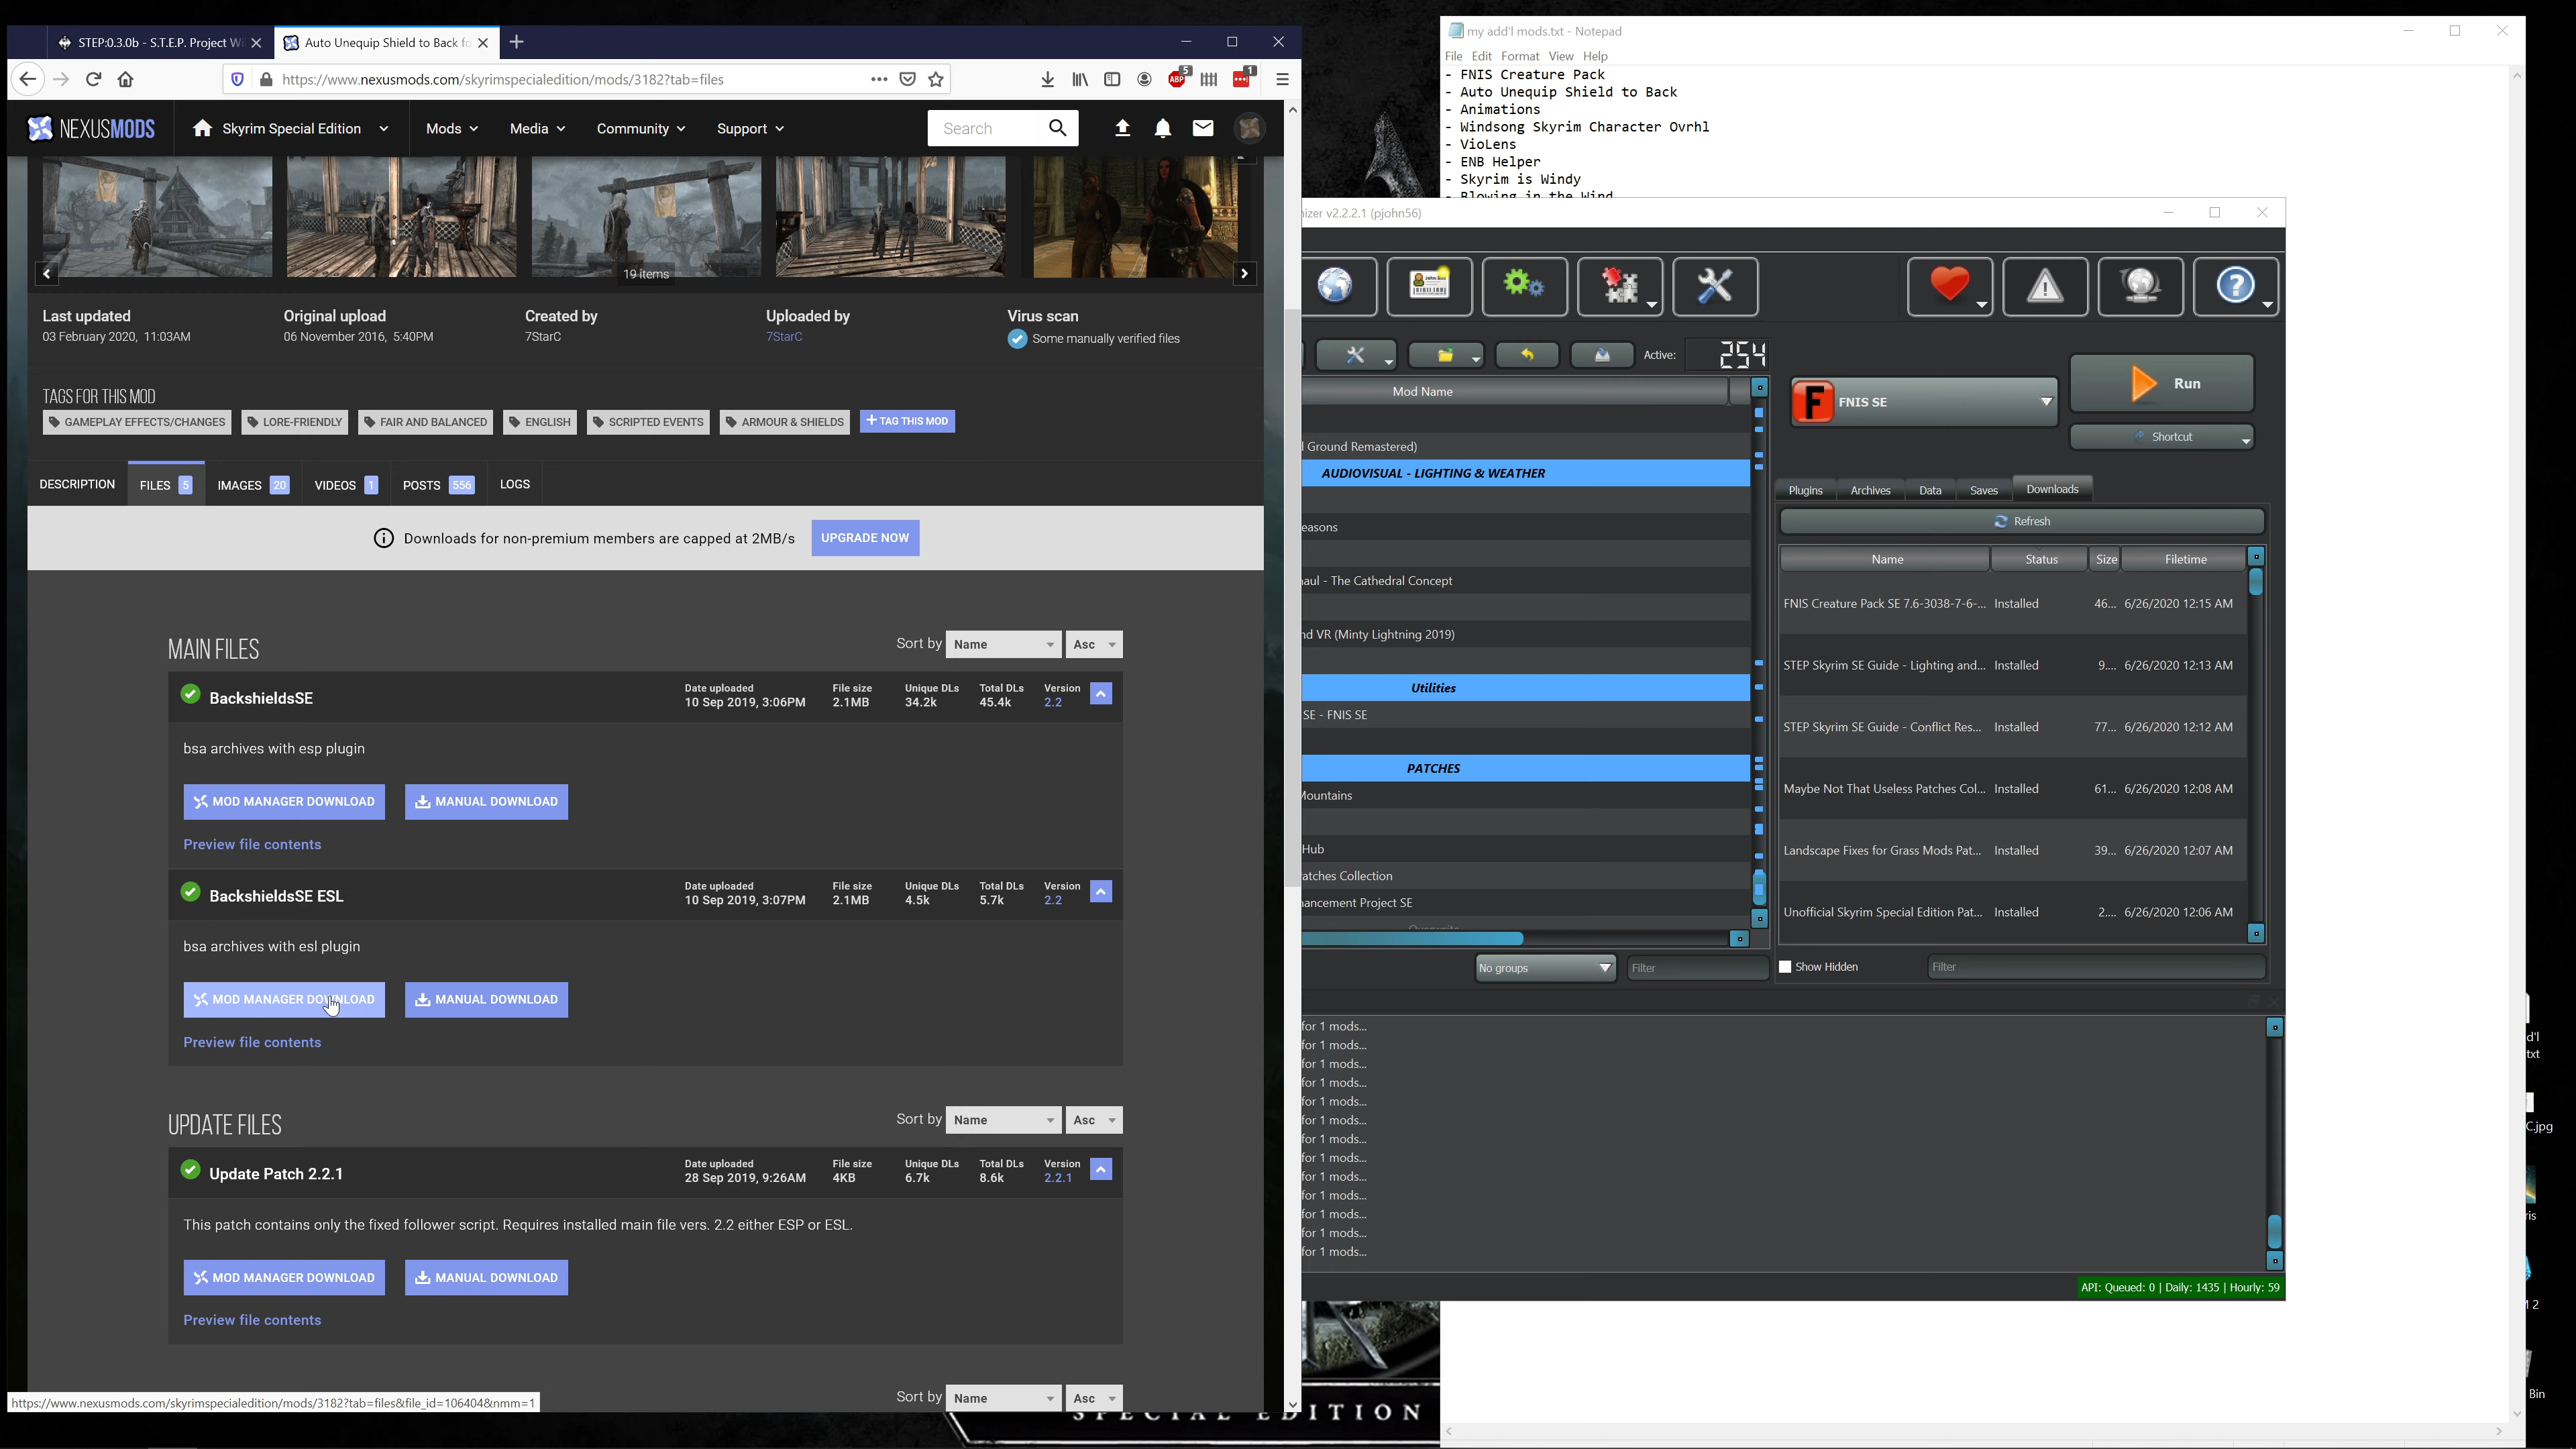 STEP:0.3.0b - S.T.E.P. Project Wi
Auto Unequip Shield to Back fo
https://www.nexusmods.com/skyrimspecialedition/mods/3182?tab=files
ABP
5
1
NEXUSMODS
Skyrim Special Edition
Mods
Media
Community
Support
Search
19 items
Last updated
03 February 2020, 11:03AM
Original upload
06 November 2016, 5:40PM
Created by
7StarC
Uploaded by
7StarC
Virus scan
Some manually verified files
TAGS FOR THIS MOD
GAMEPLAY EFFECTS/CHANGES
LORE-FRIENDLY
FAIR AND BALANCED
ENGLISH
SCRIPTED EVENTS
ARMOUR & SHIELDS
+ TAG THIS MOD
DESCRIPTION
FILES 5
IMAGES 20
VIDEOS 1
POSTS 556
LOGS
Downloads for non-premium members are capped at 2MB/s
UPGRADE NOW
MAIN FILES
Sort by Name Asc
BackshieldsSE
Date uploaded 10 Sep 2019, 3:06PM
File size 2.1MB
Unique DLs 34.2k
Total DLs 45.4k
Version 2.2
bsa archives with esp plugin
MOD MANAGER DOWNLOAD
MANUAL DOWNLOAD
Preview file contents
BackshieldsSE ESL
Date uploaded 10 Sep 2019, 3:07PM
File size 2.1MB
Unique DLs 4.5k
Total DLs 5.7k
Version 2.2
bsa archives with esl plugin
MOD MANAGER DOWNLOAD
MANUAL DOWNLOAD
Preview file contents
UPDATE FILES
Sort by Name Asc
Update Patch 2.2.1
Date uploaded 28 Sep 2019, 9:26AM
File size 4KB
Unique DLs 6.7k
Total DLs 8.6k
Version 2.2.1
This patch contains only the fixed follower script. Requires installed main file vers. 2.2 either ESP or ESL.
MOD MANAGER DOWNLOAD
MANUAL DOWNLOAD
Preview file contents
Sort by Name Asc
https://www.nexusmods.com/skyrimspecialedition/mods/3182?tab=files&file_id=106404&nmm=1
SPECIAL EDITION
my add'l mods.txt - Notepad
File Edit Format View Help
- FNIS Creature Pack
- Auto Unequip Shield to Back
- Animations
- Windsong Skyrim Character Ovrhl
- VioLens
- ENB Helper
- Skyrim is Windy
- Blowing in the Wind
nizer v2.2.2.1 (pjohn56)
Active: 254
Mod Name
l Ground Remastered)
AUDIOVISUAL - LIGHTING & WEATHER
easons
aul - The Cathedral Concept
nd VR (Minty Lightning 2019)
Utilities
SE - FNIS SE
PATCHES
Mountains
Hub
atches Collection
ancement Project SE
Overwrite
No groups
Filter
FNIS SE
Run
Shortcut
Plugins
Archives
Data
Saves
Downloads
Refresh
Name Status Size Filetime
FNIS Creature Pack SE 7.6-3038-7-6-... Installed 46... 6/26/2020 12:15 AM
STEP Skyrim SE Guide - Lighting and... Installed 9.... 6/26/2020 12:13 AM
STEP Skyrim SE Guide - Conflict Res... Installed 77... 6/26/2020 12:12 AM
Maybe Not That Useless Patches Col... Installed 61... 6/26/2020 12:08 AM
Landscape Fixes for Grass Mods Pat... Installed 39... 6/26/2020 12:07 AM
Unofficial Skyrim Special Edition Pat... Installed 2.... 6/26/2020 12:06 AM
Show Hidden
Filter
for 1 mods...
for 1 mods...
for 1 mods...
for 1 mods...
for 1 mods...
for 1 mods...
for 1 mods...
for 1 mods...
for 1 mods...
for 1 mods...
for 1 mods...
for 1 mods...
for 1 mods...
API: Queued: 0 | Daily: 1435 | Hourly: 59
d'l
txt
C.jpg
ris
2
Bin